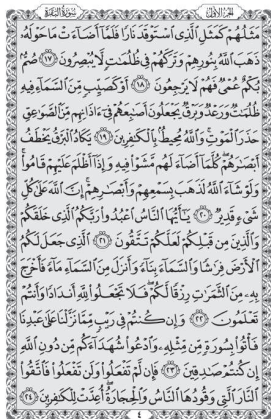 سورة البقرة
الجزء الأول
مَثَلُهُمْ كَمَثَلِ الَّذِي اسْتَوْقَدَ نَارًا فَلَمَّا أَضَاءَتْ مَا حَوْلَهُ
ذَهَبَ اللَّهُ بِنُورِهِمْ وَتَرَكَهُمْ فِي ظُلُمَاتٍ لَا يُبْصِرُونَ ١٧ صُمٌّ
بُكْمٌ عُمْيٌ فَهُمْ لَا يَرْجِعُونَ ١٨ أَوْ كَصَيِّبٍ مِنَ السَّمَاءِ فِيهِ
ظُلُمَاتٌ وَرَعْدٌ وَبَرْقٌ يَجْعَلُونَ أَصَابِعَهُمْ فِي آذَانِهِمْ مِنَ الصَّوَاعِقِ
حَذَرَ الْمَوْتِ وَاللَّهُ مُحِيطٌ بِالْكَافِرِينَ ١٩ يَكَادُ الْبَرْقُ يَخْطَفُ
أَبْصَارَهُمْ كُلَّمَا أَضَاءَ لَهُمْ مَشَوْا فِيهِ وَإِذَا أَظْلَمَ عَلَيْهِمْ قَامُوا
وَلَوْ شَاءَ اللَّهُ لَذَهَبَ بِسَمْعِهِمْ وَأَبْصَارِهِمْ إِنَّ اللَّهَ عَلَىٰ كُلِّ
شَيْءٍ قَدِيرٌ ٢٠ يَا أَيُّهَا النَّاسُ اعْبُدُوا رَبَّكُمُ الَّذِي خَلَقَكُمْ
وَالَّذِينَ مِنْ قَبْلِكُمْ لَعَلَّكُمْ تَتَّقُونَ ٢١ الَّذِي جَعَلَ لَكُمُ
الْأَرْضَ فِرَاشًا وَالسَّمَاءَ بِنَاءً وَأَنْزَلَ مِنَ السَّمَاءِ مَاءً فَأَخْرَجَ
بِهِ مِنَ الثَّمَرَاتِ رِزْقًا لَكُمْ فَلَا تَجْعَلُوا لِلَّهِ أَنْدَادًا وَأَنْتُمْ
تَعْلَمُونَ ٢٢ وَإِنْ كُنْتُمْ فِي رَيْبٍ مِمَّا نَزَّلْنَا عَلَىٰ عَبْدِنَا
فَأْتُوا بِسُورَةٍ مِنْ مِثْلِهِ وَادْعُوا شُهَدَاءَكُمْ مِنْ دُونِ اللَّهِ
إِنْ كُنْتُمْ صَادِقِينَ ٢٣ فَإِنْ لَمْ تَفْعَلُوا وَلَنْ تَفْعَلُوا فَاتَّقُوا
النَّارَ الَّتِي وَقُودُهَا النَّاسُ وَالْحِجَارَةُ أُعِدَّتْ لِلْكَافِرِينَ ٢٤
٤